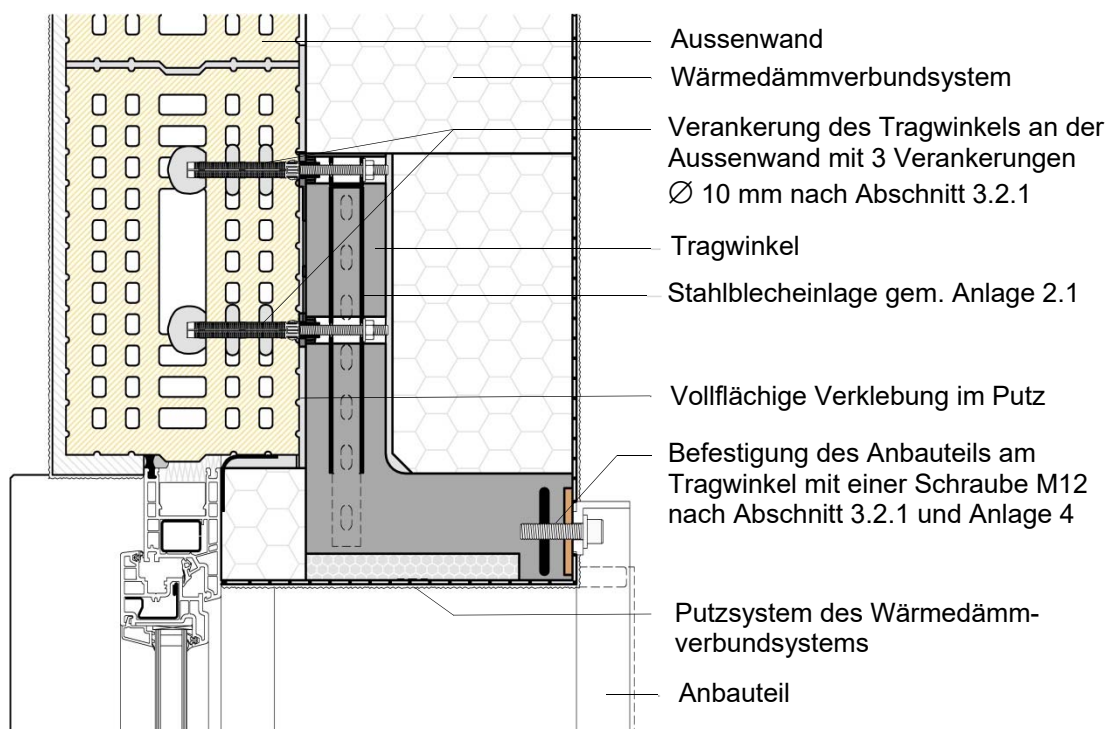 Aussenwand
Wärmedämmverbundsystem
Verankerung des Tragwinkels an der
Aussenwand mit 3 Verankerungen
∅ 10 mm nach Abschnitt 3.2.1
Tragwinkel
Stahlblecheinlage gem. Anlage 2.1
Vollflächige Verklebung im Putz
Befestigung des Anbauteils am
Tragwinkel mit einer Schraube M12
nach Abschnitt 3.2.1 und Anlage 4
Putzsystem des Wärmedämm-
verbundsystems
Anbauteil